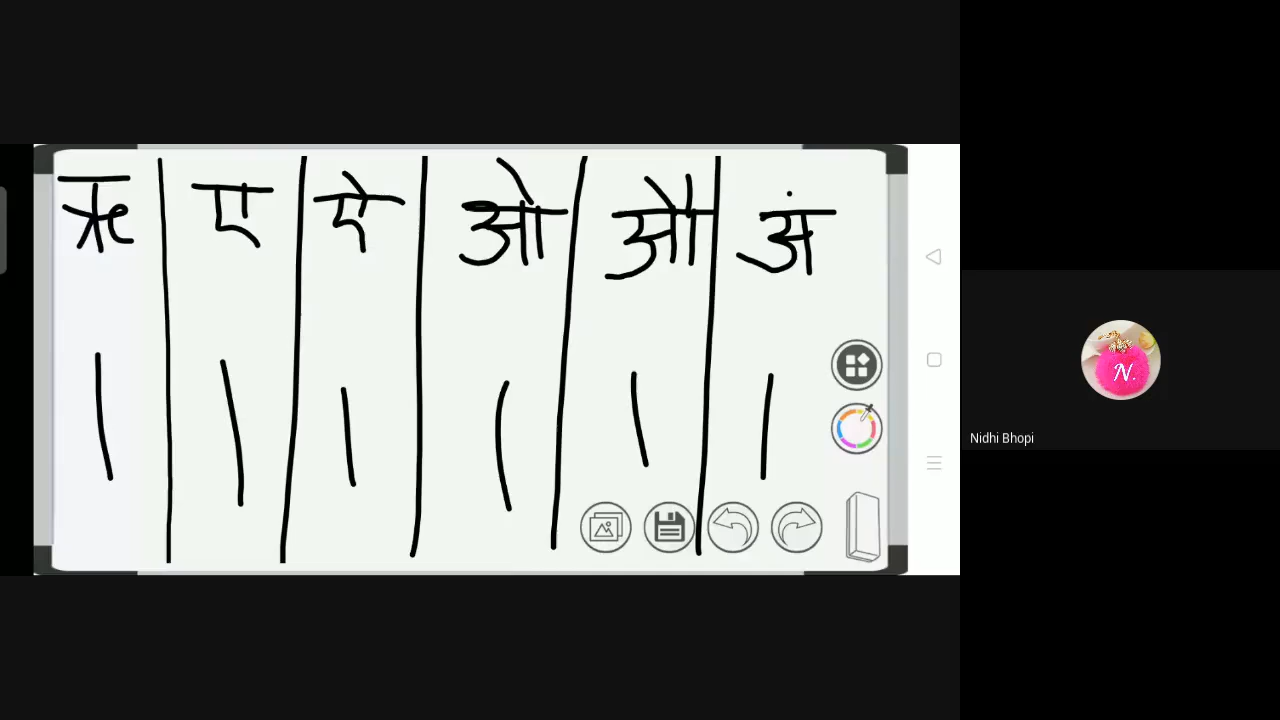 ऋ ए ऐ ओ औ अं
। । । । । ।
N.
Nidhi Bhopi